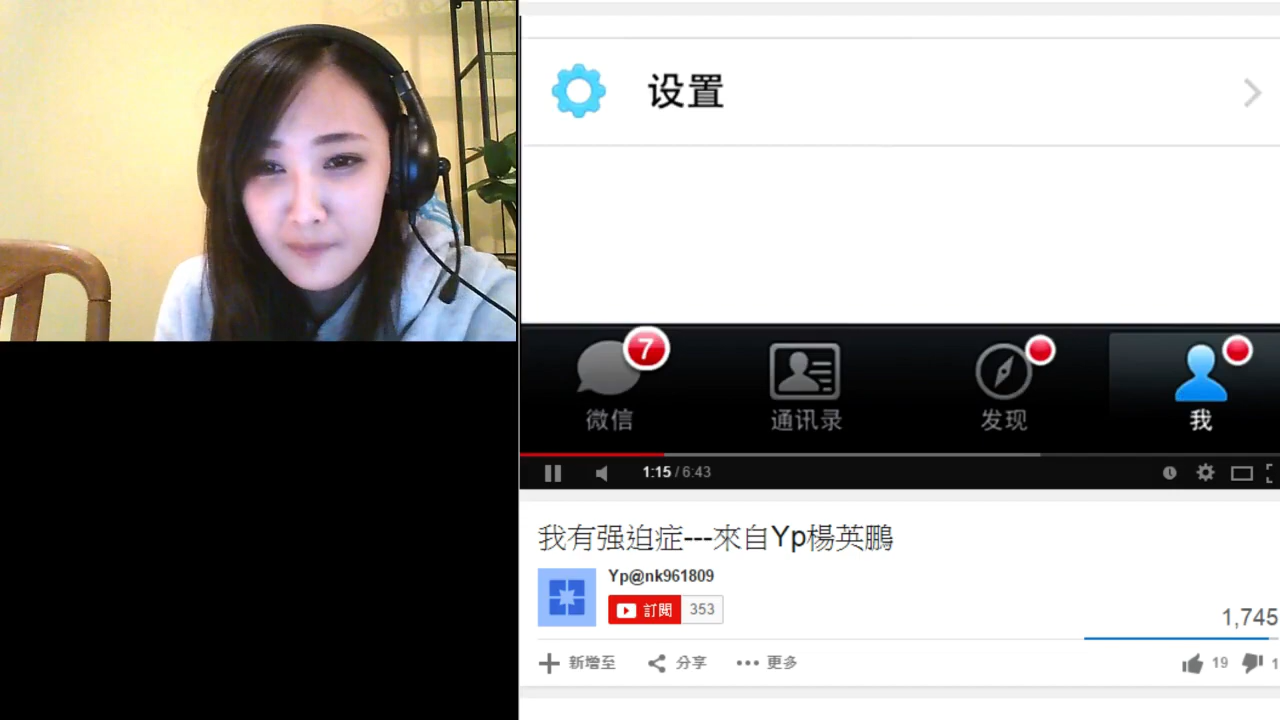 设置
7
微信
通讯录
发现
我
1:15 / 6:43
我有强迫症---來自Yp楊英鵬
Yp@nk961809
訂閱 353
1,745
新增至 分享 更多
19 1